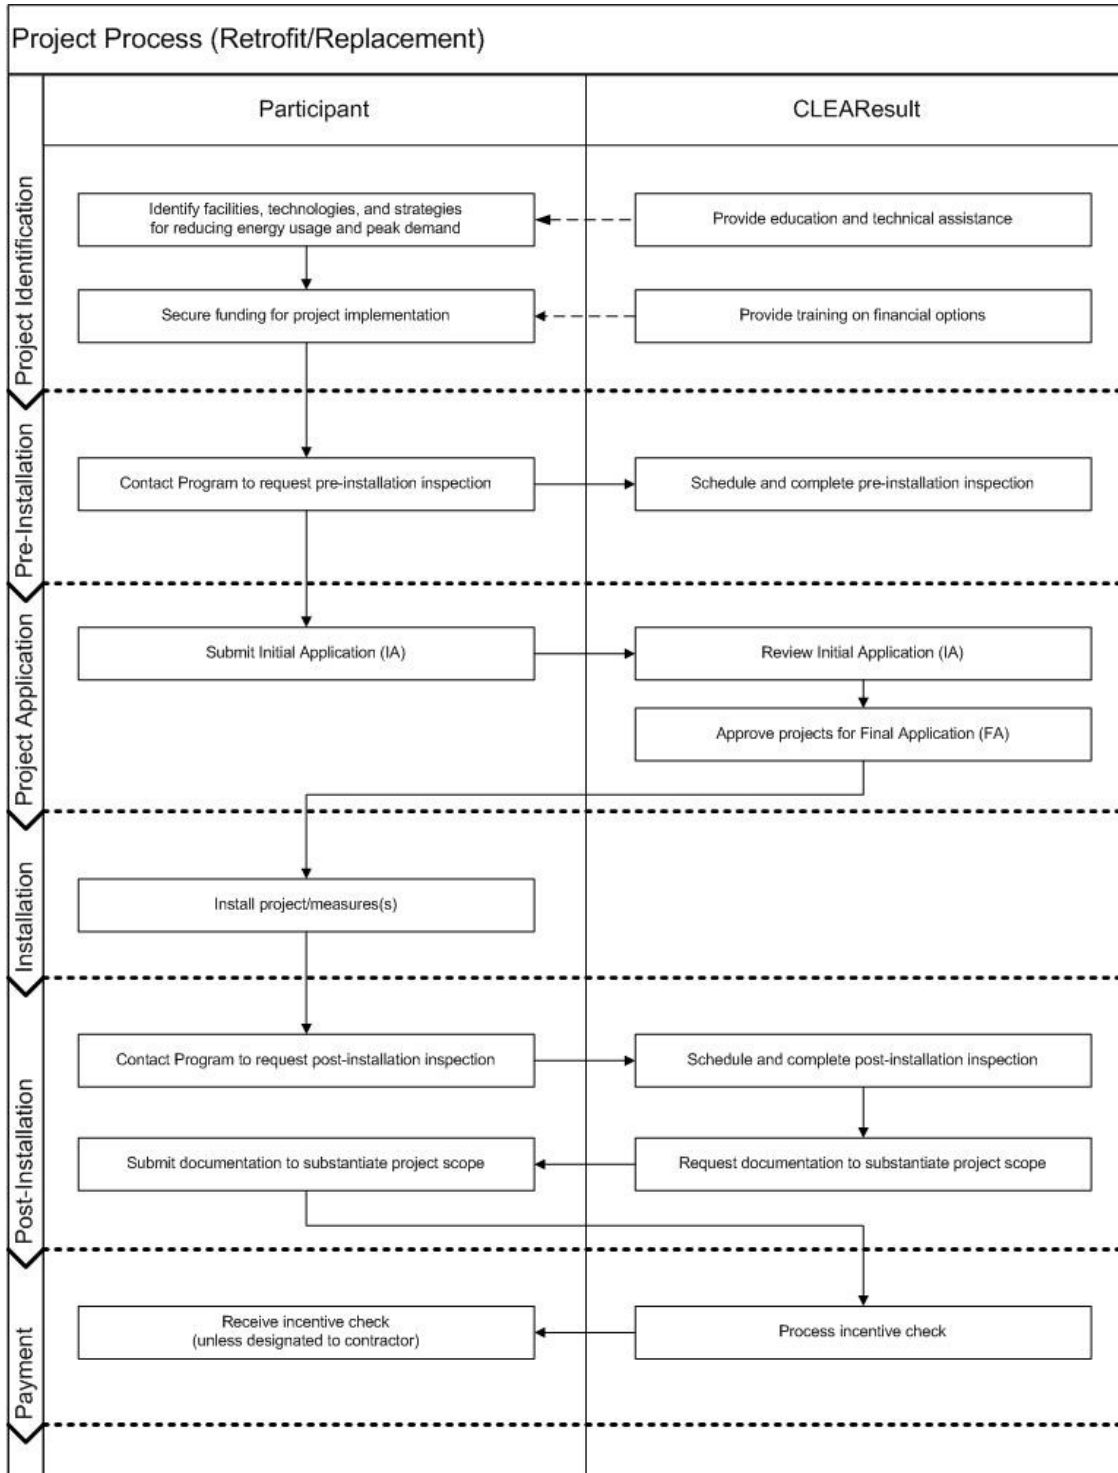 Project Process (Retrofit/Replacement)
Participant
CLEAResult
Project Identification
Identify facilities, technologies, and strategies
for reducing energy usage and peak demand
Provide education and technical assistance
Secure funding for project implementation
Provide training on financial options
Pre-Installation
Contact Program to request pre-installation inspection
Schedule and complete pre-installation inspection
Project Application
Submit Initial Application (IA)
Review Initial Application (IA)
Approve projects for Final Application (FA)
Installation
Install project/measures(s)
Post-Installation
Contact Program to request post-installation inspection
Schedule and complete post-installation inspection
Submit documentation to substantiate project scope
Request documentation to substantiate project scope
Payment
Receive incentive check
(unless designated to contractor)
Process incentive check